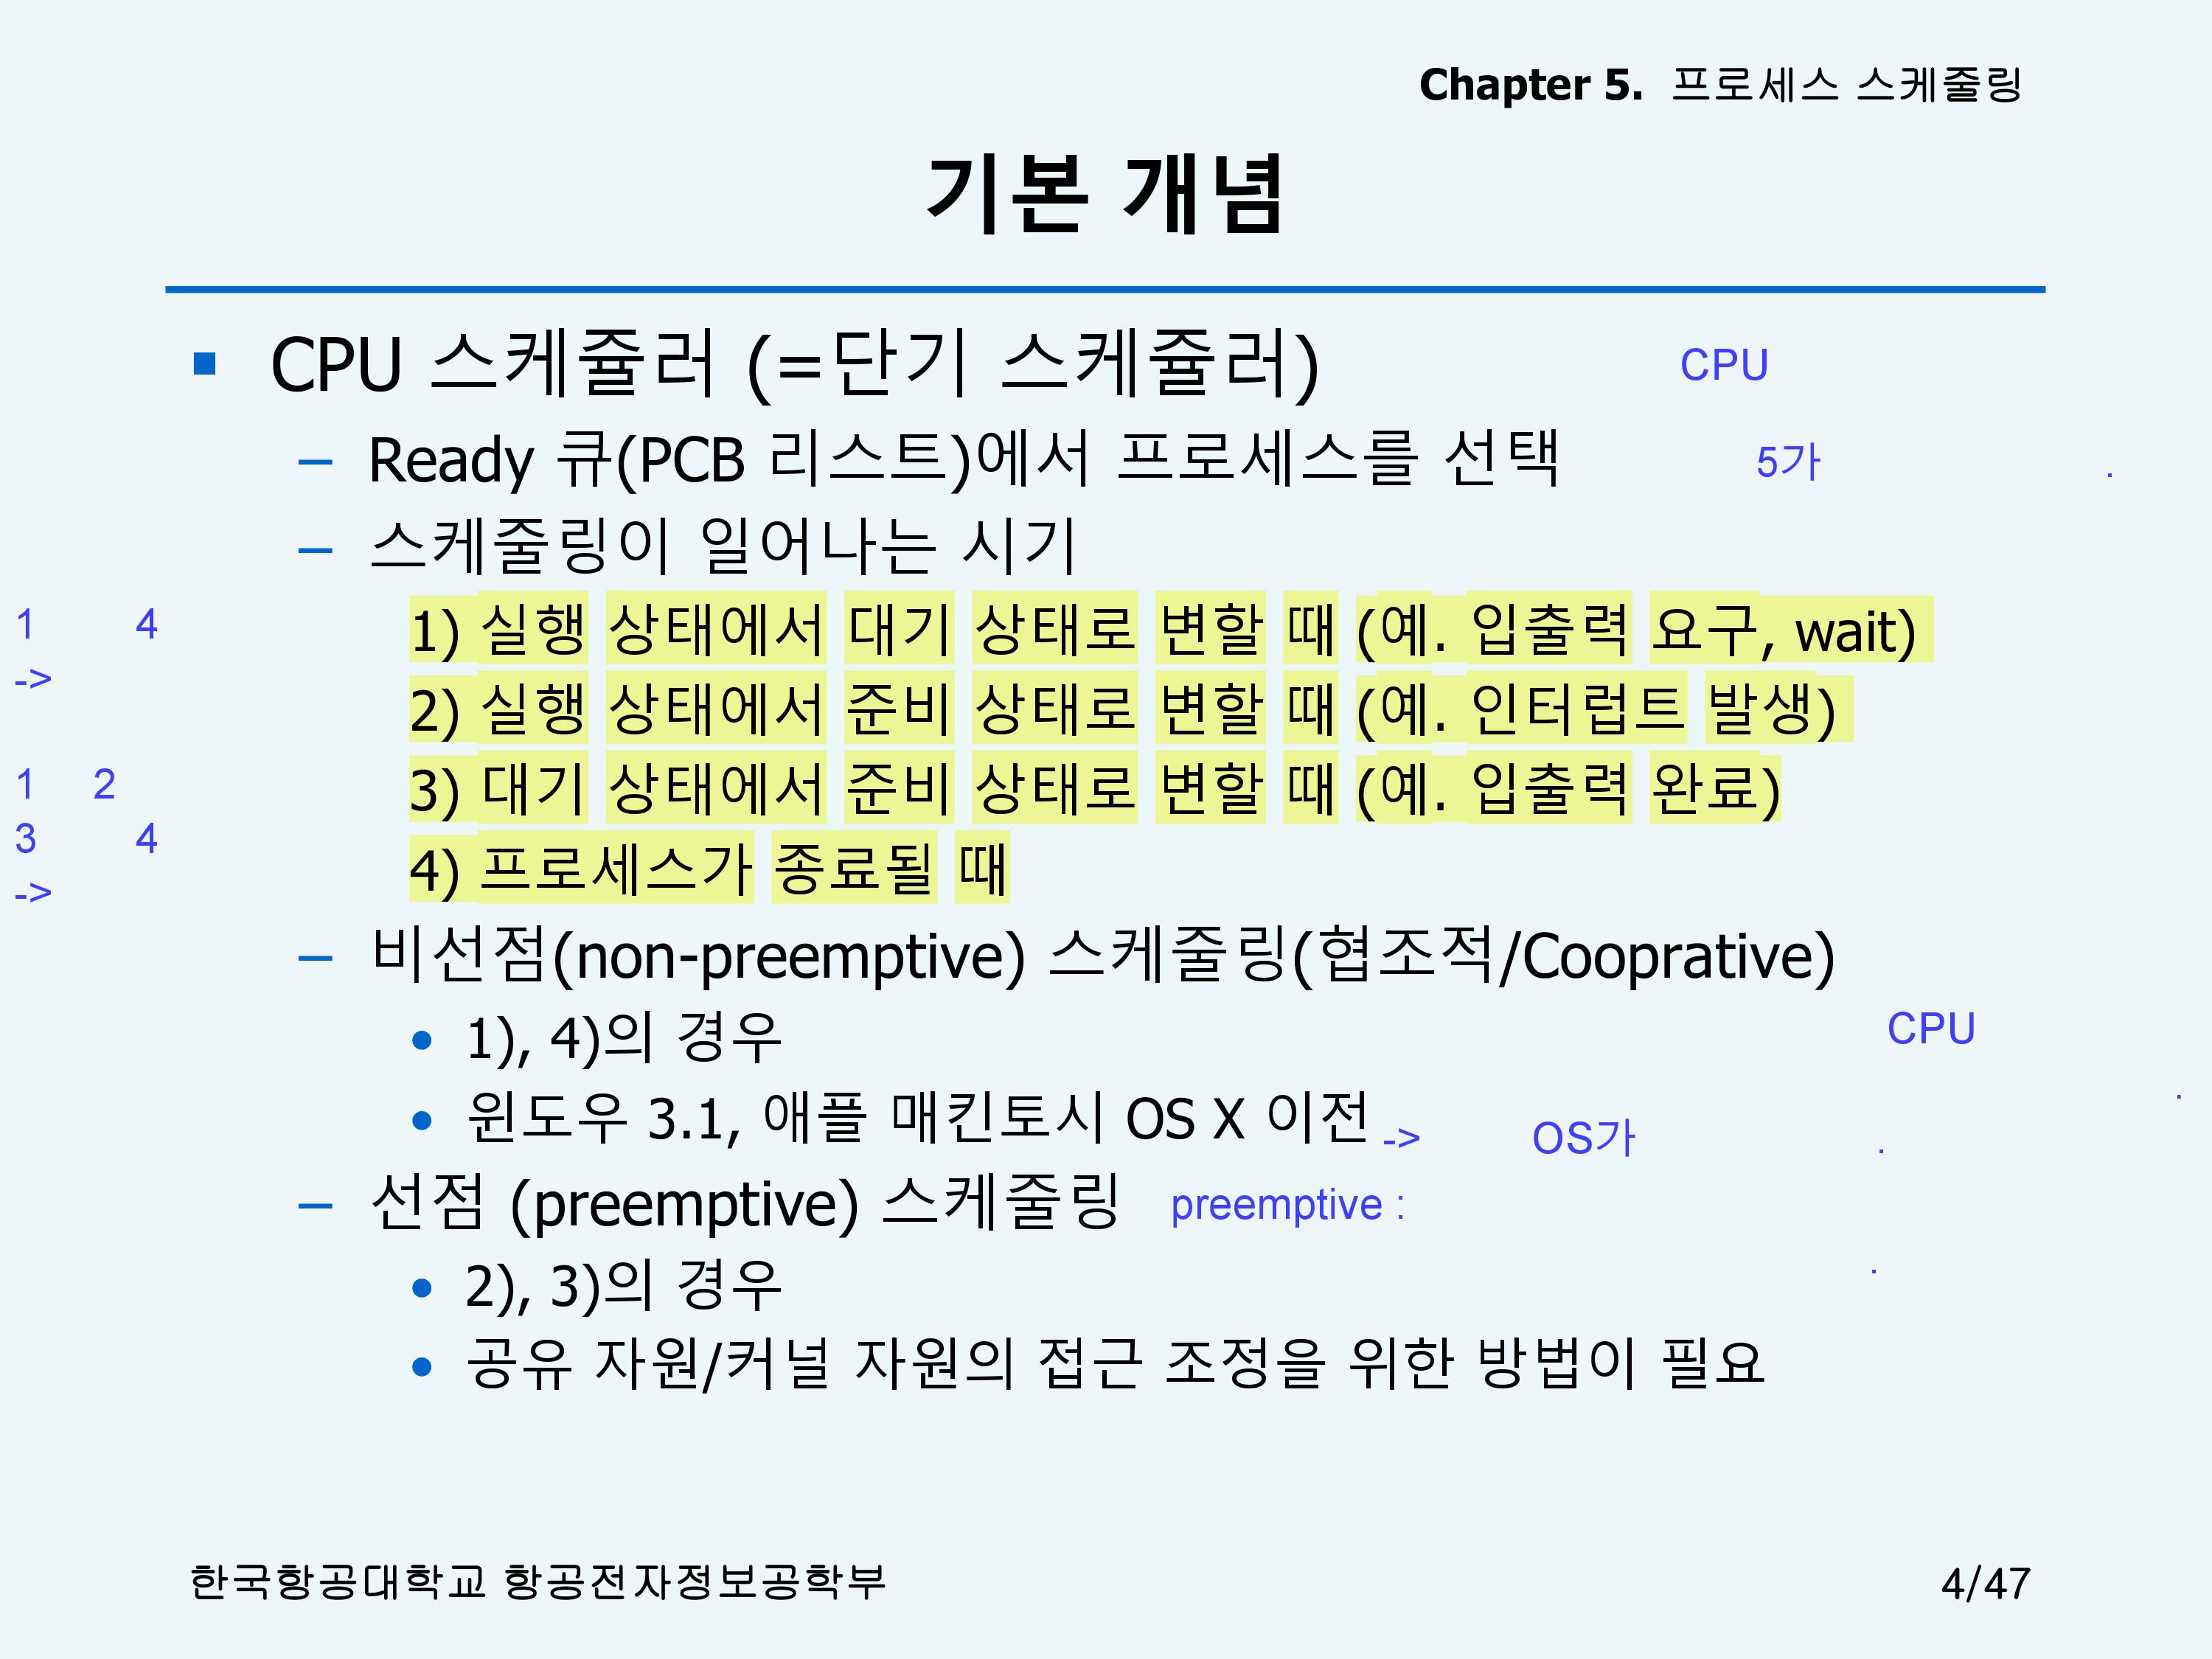 Chapter 5. 프로세스 스케줄링
기본 개념
CPU 스케쥴러 (=단기 스케쥴러)
CPU
Ready 큐(PCB 리스트)에서 프로세스를 선택
5가 .
스케줄링이 일어나는 시기
1 4
1) 실행 상태에서 대기 상태로 변할 때 (예. 입출력 요구, wait)
->
2) 실행 상태에서 준비 상태로 변할 때 (예. 인터럽트 발생)
1 2
3) 대기 상태에서 준비 상태로 변할 때 (예. 입출력 완료)
3 4
4) 프로세스가 종료될 때
->
비선점(non-preemptive) 스케줄링(협조적/Cooprative)
1), 4)의 경우
CPU
.
윈도우 3.1, 애플 매킨토시 OS X 이전
-> OS가 .
선점 (preemptive) 스케줄링
preemptive :
.
2), 3)의 경우
공유 자원/커널 자원의 접근 조정을 위한 방법이 필요
한국항공대학교 항공전자정보공학부
4/47